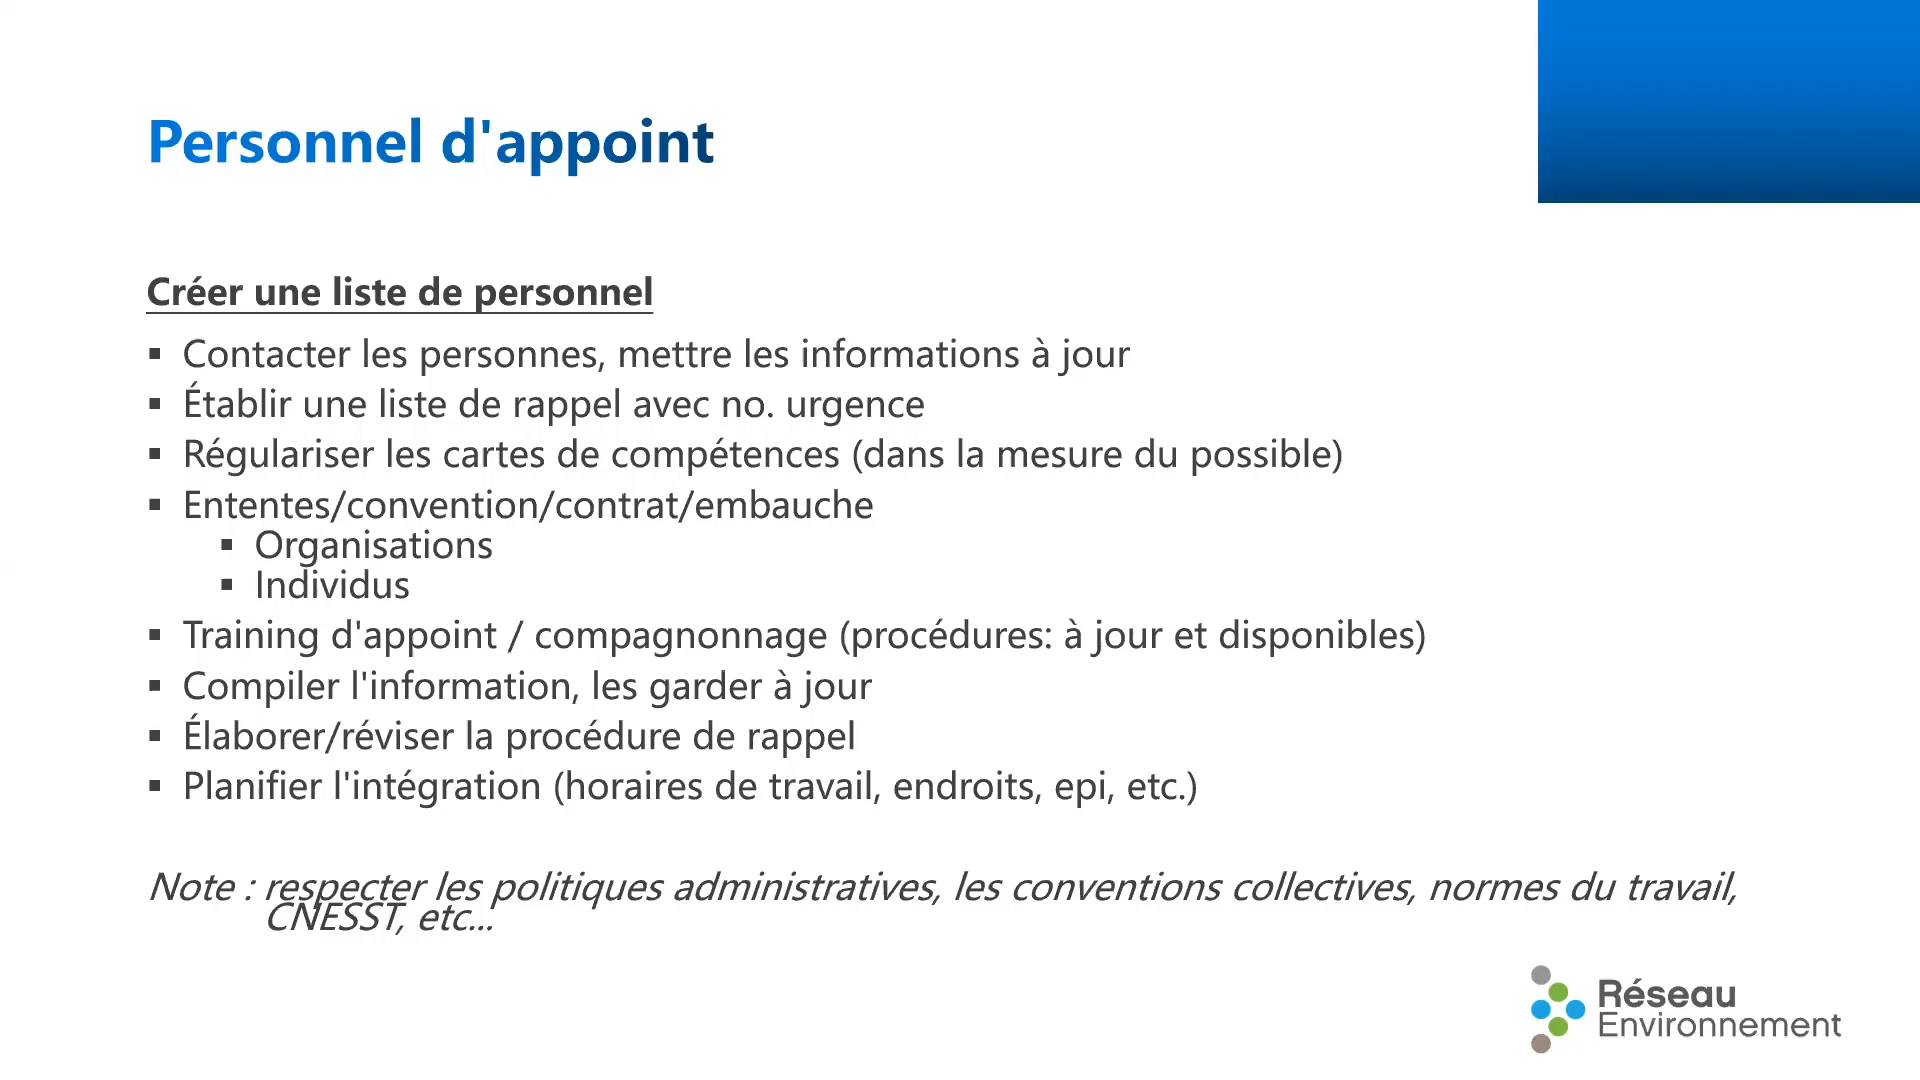 Personnel d'appoint
Créer une liste de personnel
▪ Contacter les personnes, mettre les informations à jour
▪ Établir une liste de rappel avec no. urgence
▪ Régulariser les cartes de compétences (dans la mesure du possible)
▪ Ententes/convention/contrat/embauche
▪ Organisations
▪ Individus
▪ Training d'appoint / compagnonnage (procédures: à jour et disponibles)
▪ Compiler l'information, les garder à jour
▪ Élaborer/réviser la procédure de rappel
▪ Planifier l'intégration (horaires de travail, endroits, epi, etc.)
Note : respecter les politiques administratives, les conventions collectives, normes du travail,
CNESST, etc...
Réseau
Environnement